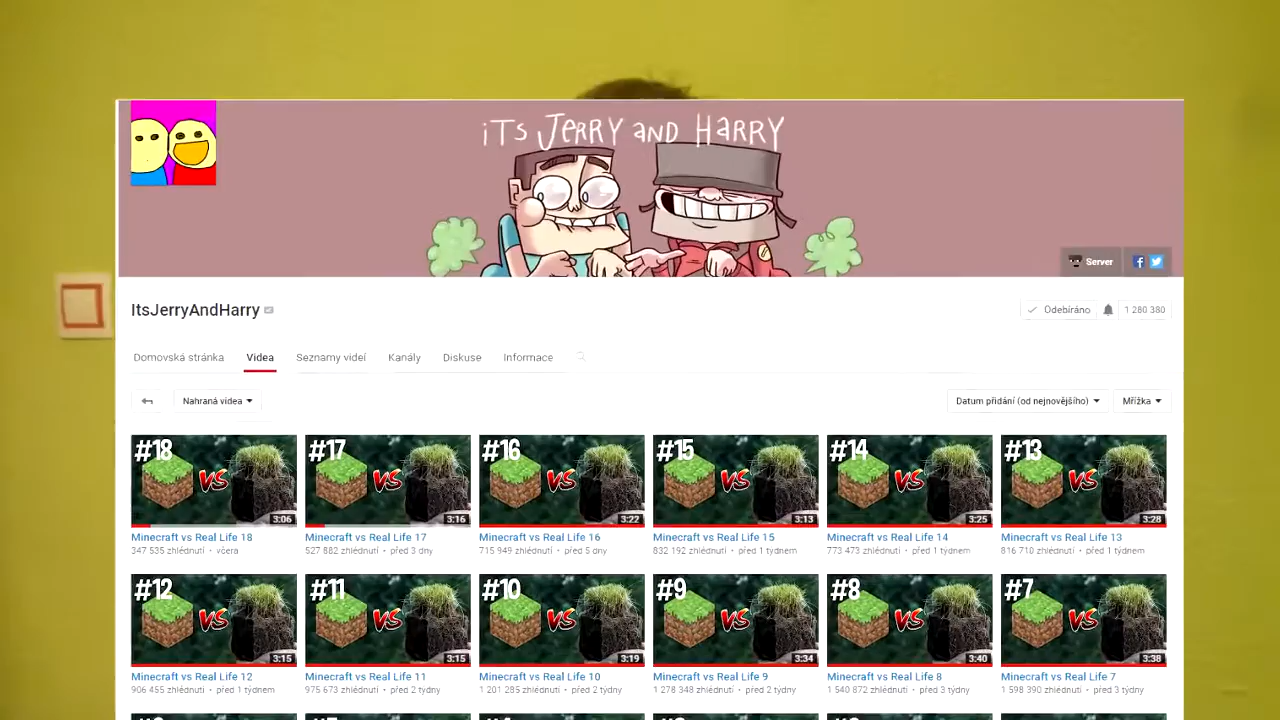 iTs JERRY AND HARRY
Server
ItsJerryAndHarry
Odebíráno 1 280 380
Domovská stránka Videa Seznamy videí Kanály Diskuse Informace
Nahraná videa Datum přidání (od nejnovějšího) Mřížka
#18 #17 #16 #15 #14 #13
VS VS VS VS VS VS
3:06 3:16 3:22 3:13 3:25 3:28
Minecraft vs Real Life 18 Minecraft vs Real Life 17 Minecraft vs Real Life 16 Minecraft vs Real Life 15 Minecraft vs Real Life 14 Minecraft vs Real Life 13
347 535 zhlédnutí • včera 527 882 zhlédnutí • před 3 dny 715 949 zhlédnutí • před 5 dny 832 192 zhlédnutí • před 1 týdnem 773 473 zhlédnutí • před 1 týdnem 816 710 zhlédnutí • před 1 týdnem
#12 #11 #10 #9 #8 #7
VS VS VS VS VS VS
3:15 3:15 3:19 3:34 3:40 3:38
Minecraft vs Real Life 12 Minecraft vs Real Life 11 Minecraft vs Real Life 10 Minecraft vs Real Life 9 Minecraft vs Real Life 8 Minecraft vs Real Life 7
906 455 zhlédnutí • před 1 týdnem 975 673 zhlédnutí • před 2 týdny 1 201 285 zhlédnutí • před 2 týdny 1 278 348 zhlédnutí • před 2 týdny 1 540 872 zhlédnutí • před 3 týdny 1 598 390 zhlédnutí • před 3 týdny